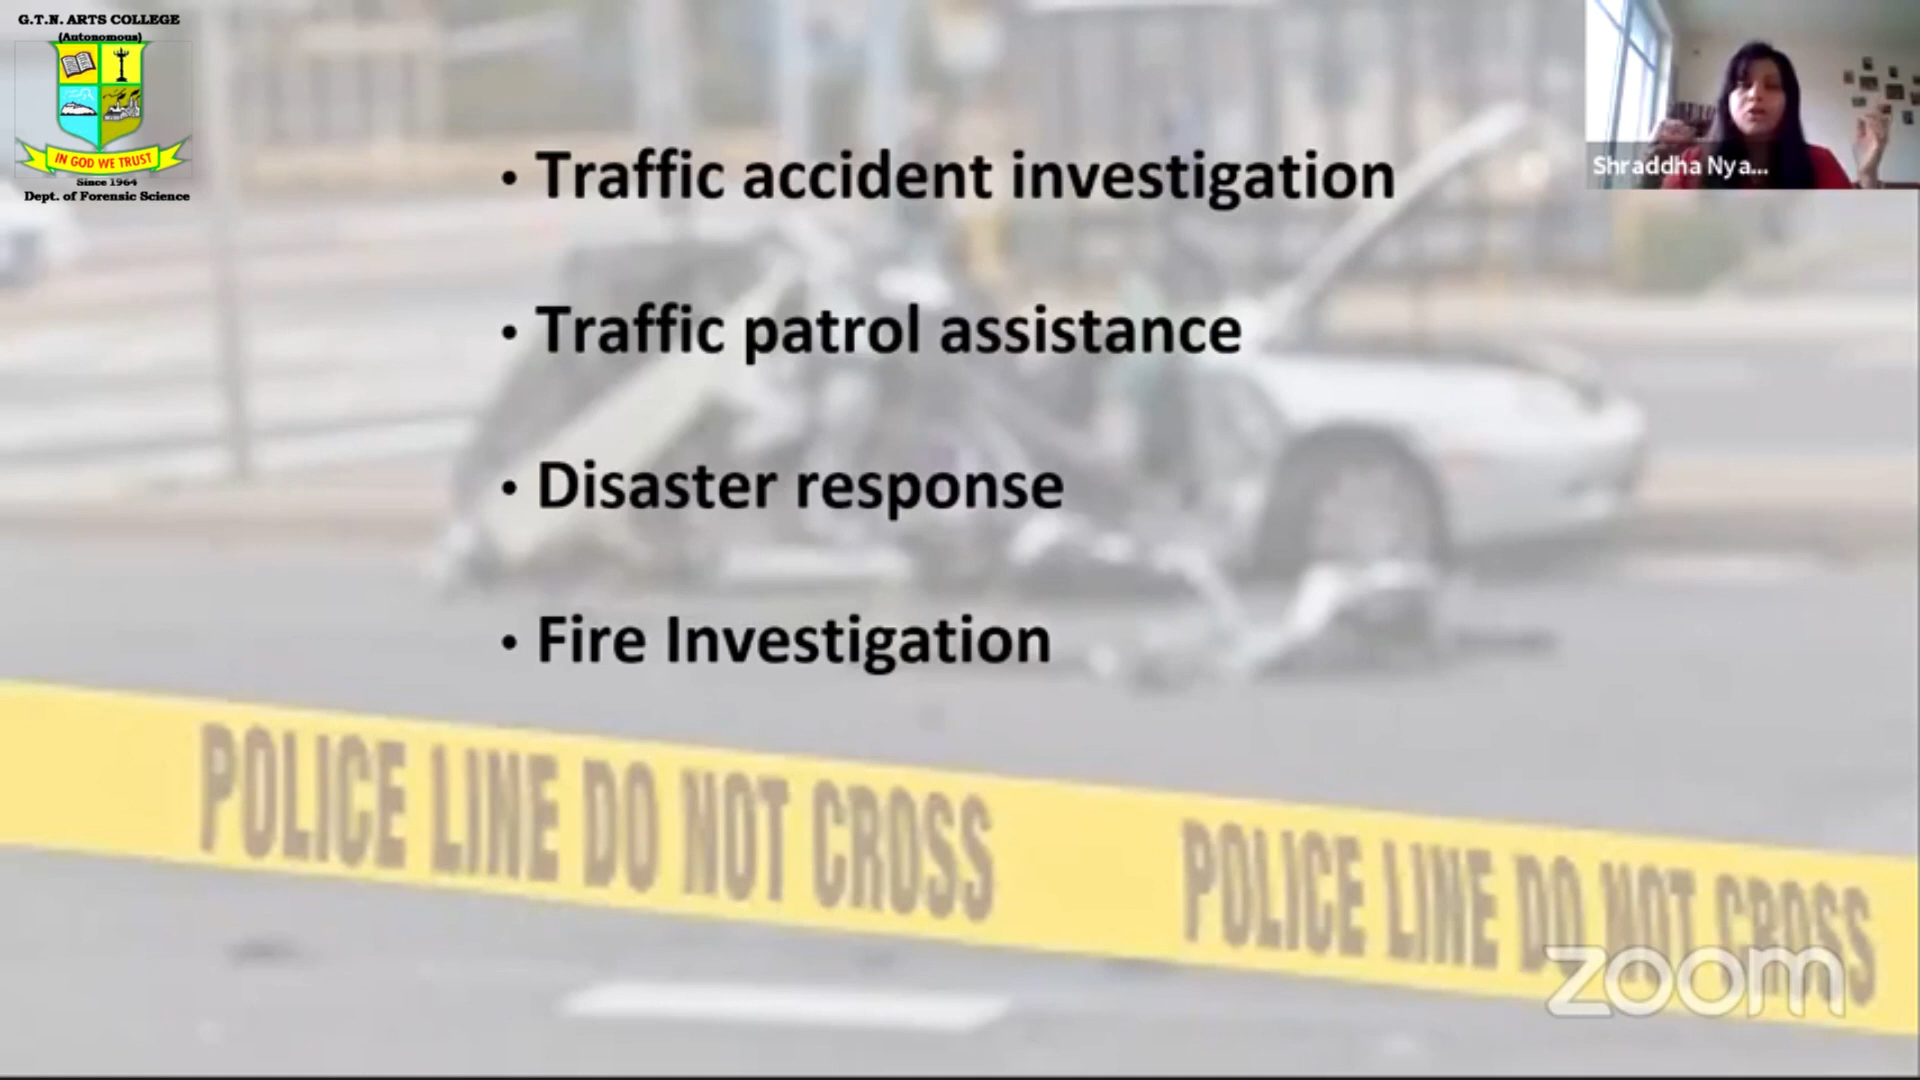 G.T.N. ARTS COLLEGE
(Autonomous)
IN GOD WE TRUST
Since 1964
Dept. of Forensic Science
Shraddha Nya...
• Traffic accident investigation
• Traffic patrol assistance
• Disaster response
• Fire Investigation
POLICE LINE DO NOT CROSS
POLICE LINE DO NOT CROSS
zoom